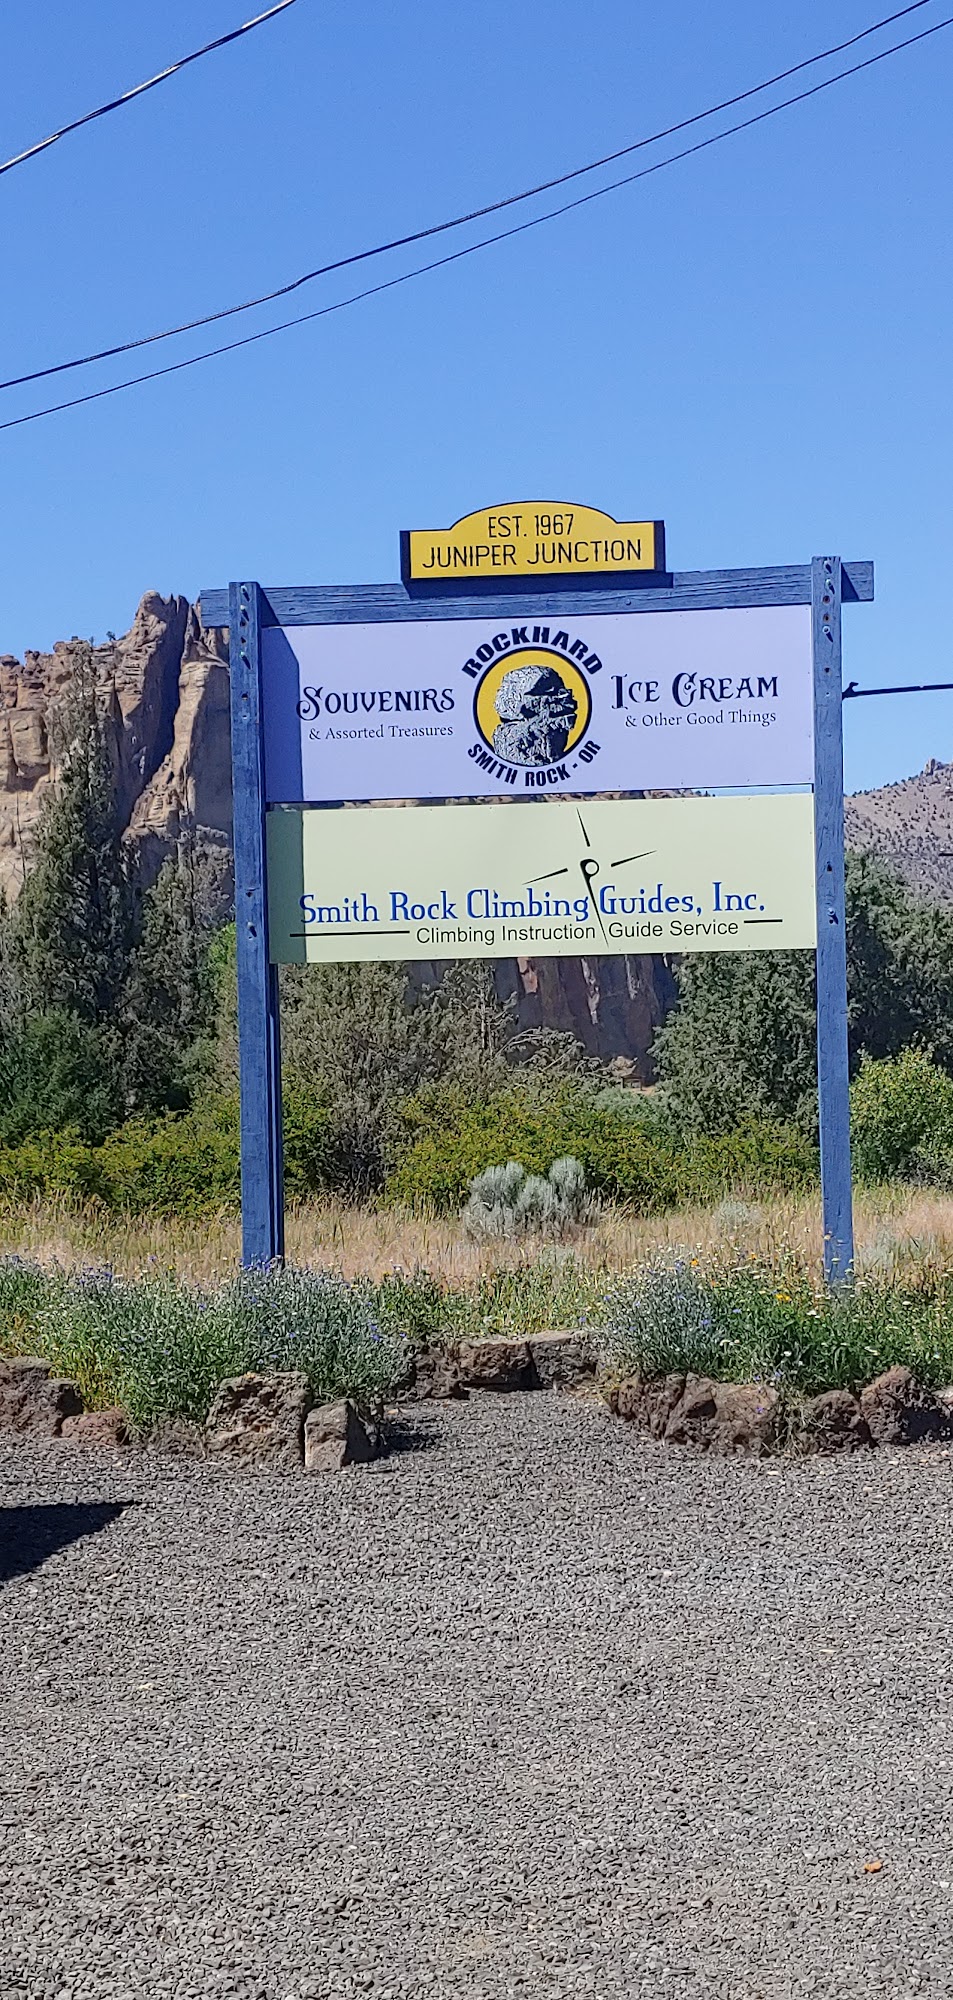 EST. 1967
JUNIPER JUNCTION
ROCKHARD
SOUVENIRS
& Assorted Treasures
ICE CREAM
& Other Good Things
SMITH ROCK - OR
Smith Rock Climbing Guides, Inc.
Climbing Instruction Guide Service